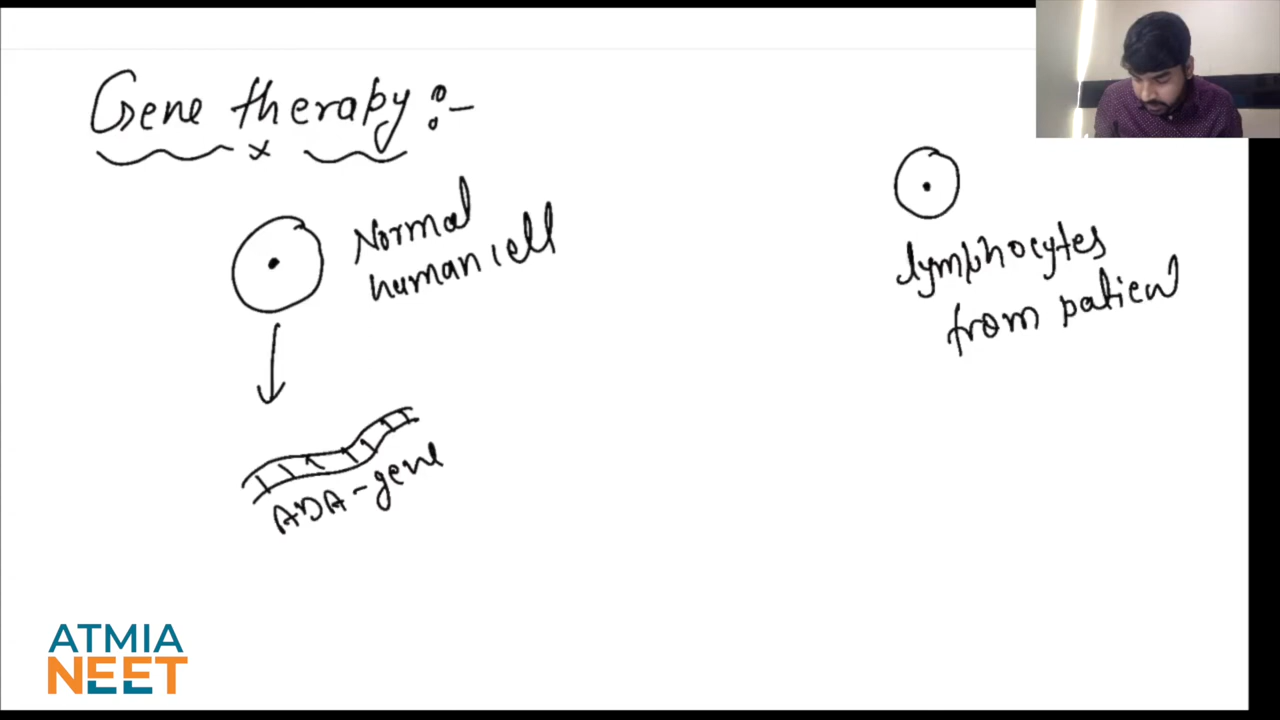 Gene therapy :-
Normal
human cell
lymphocytes
from patient
ADA-gene
ATMIA
NEET